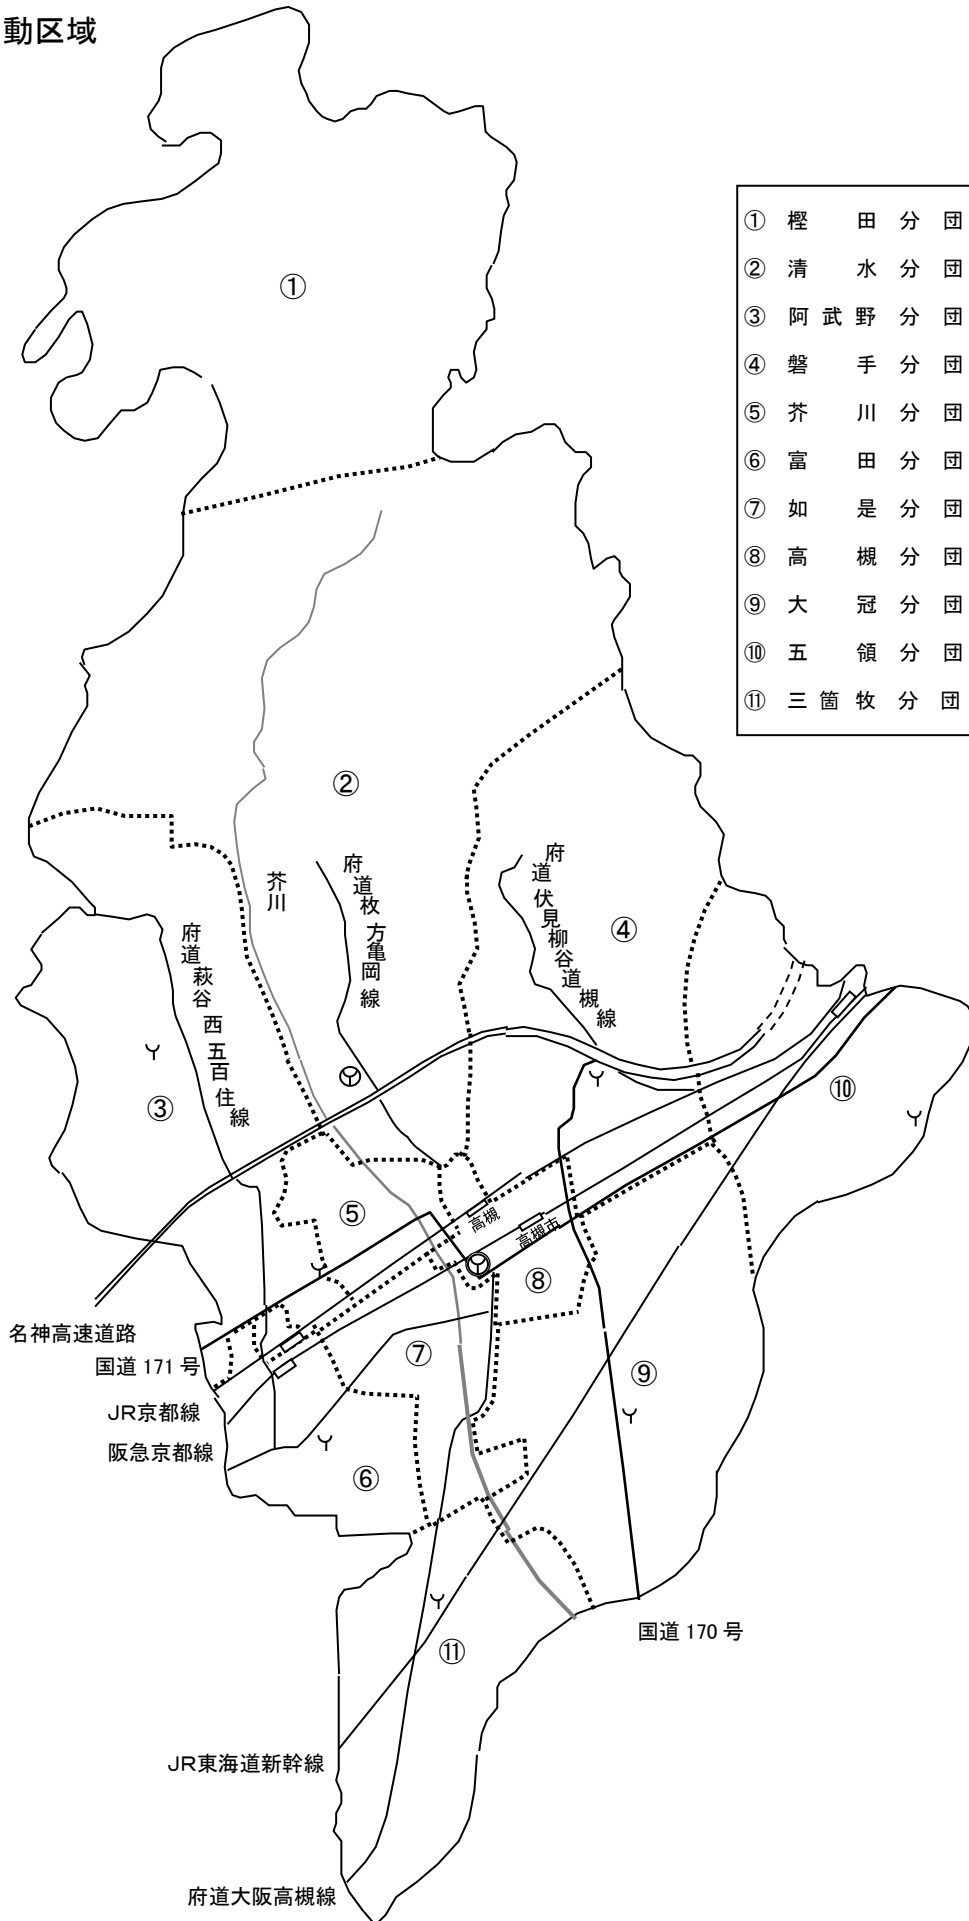 動区域
①
① 樫田分団
② 清水分団
③ 阿武野分団
④ 磐手分団
⑤ 芥川分団
⑥ 富田分団
⑦ 如是分団
⑧ 高槻分団
⑨ 大冠分団
⑩ 五領分団
⑪ 三箇牧分団
②
芥川
府道枚方亀岡線
府道伏見柳谷道槻線
④
府道萩谷西五百住線
③
⑩
⑤
高槻
高槻市
⑧
名神高速道路
国道171号
⑦
⑨
JR京都線
阪急京都線
⑥
国道170号
⑪
JR東海道新幹線
府道大阪高槻線